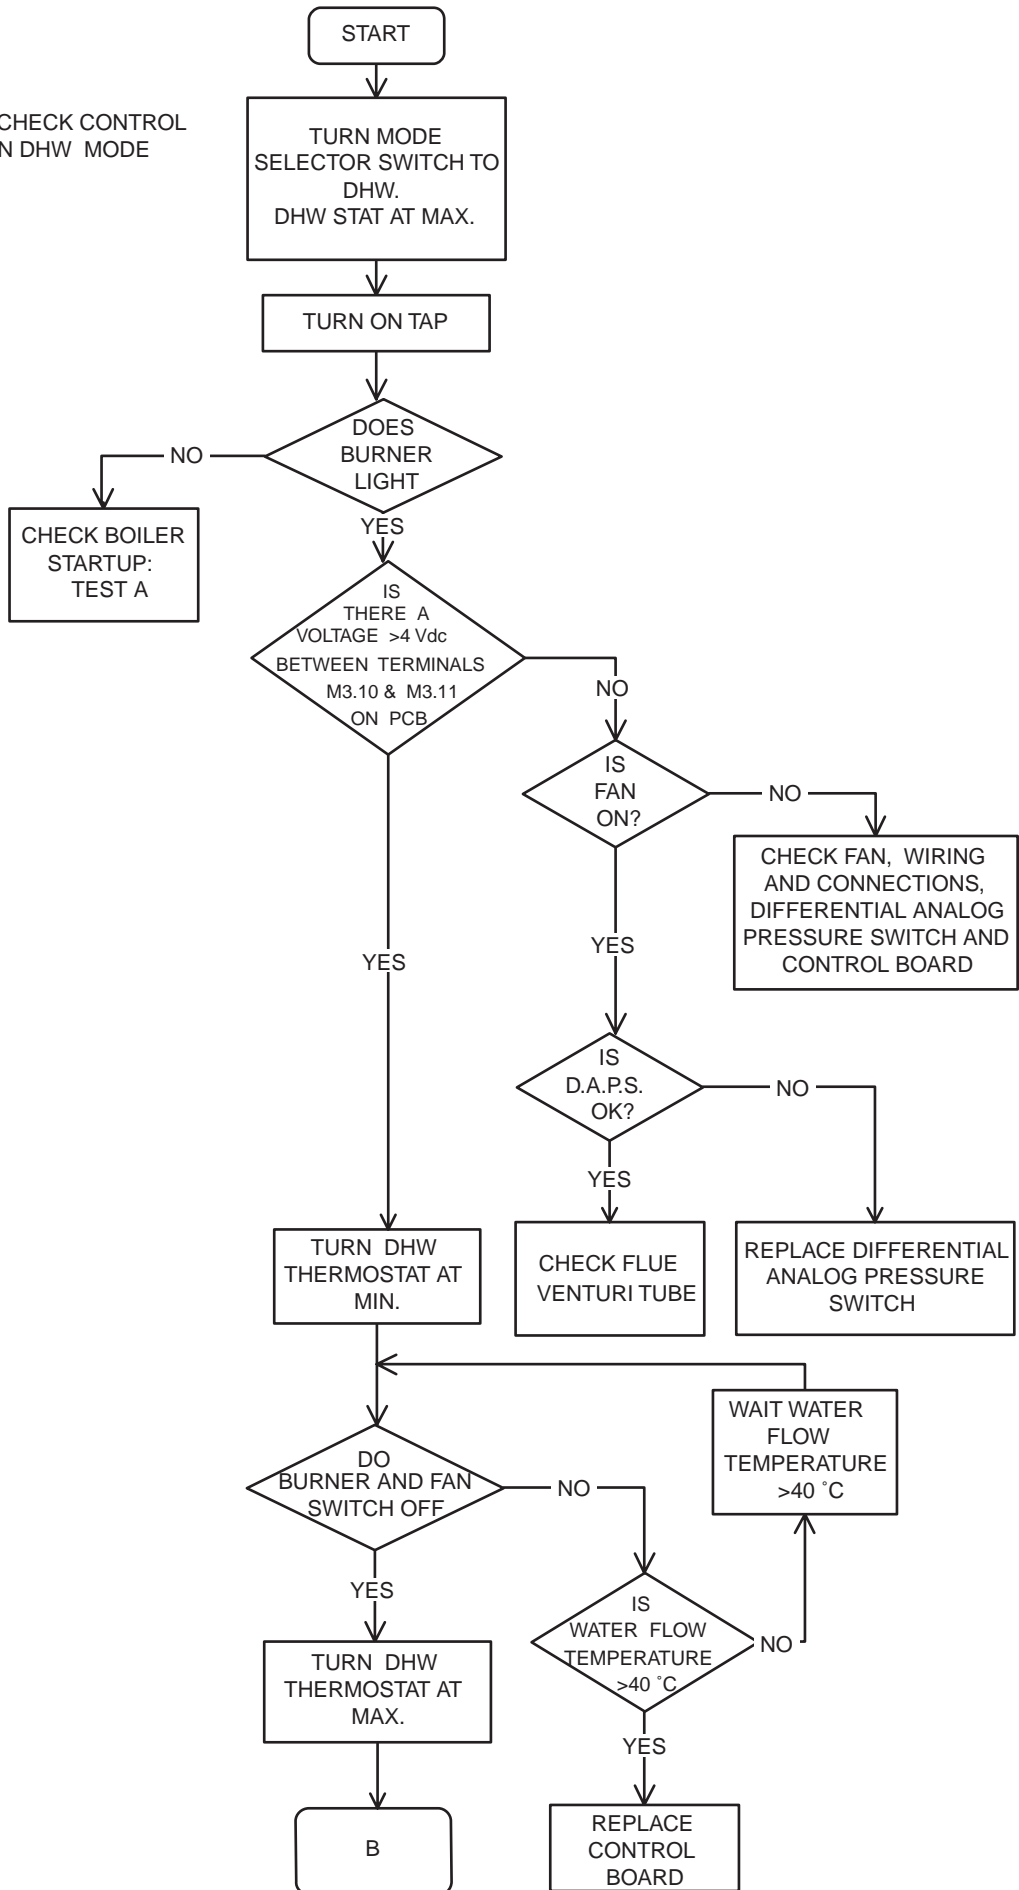 START
CHECK CONTROL
N DHW MODE
TURN MODE
SELECTOR SWITCH TO
DHW.
DHW STAT AT MAX.
TURN ON TAP
DOES
BURNER
LIGHT
NO
YES
CHECK BOILER
STARTUP:
TEST A
IS
THERE A
VOLTAGE >4 Vdc
BETWEEN TERMINALS
M3.10 & M3.11
ON PCB
NO
IS
FAN
ON?
NO
CHECK FAN, WIRING
AND CONNECTIONS,
DIFFERENTIAL ANALOG
PRESSURE SWITCH AND
CONTROL BOARD
YES
YES
IS
D.A.P.S.
OK?
NO
YES
TURN DHW
THERMOSTAT AT
MIN.
CHECK FLUE
VENTURI TUBE
REPLACE DIFFERENTIAL
ANALOG PRESSURE
SWITCH
WAIT WATER
FLOW
TEMPERATURE
>40 ˚C
DO
BURNER AND FAN
SWITCH OFF
NO
YES
IS
WATER FLOW
TEMPERATURE
>40 ˚C
NO
TURN DHW
THERMOSTAT AT
MAX.
YES
B
REPLACE
CONTROL
BOARD